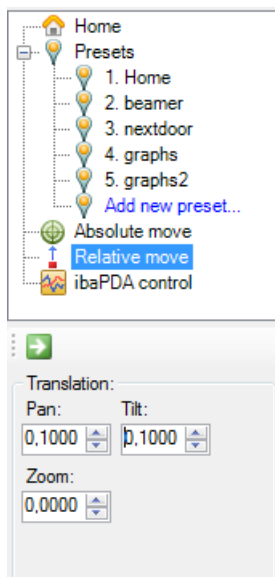 Home
Presets
1. Home
2. beamer
3. nextdoor
4. graphs
5. graphs2
Add new preset...
Absolute move
Relative move
ibaPDA control
Translation:
Pan: Tilt:
0,1000 0,1000
Zoom:
0,0000